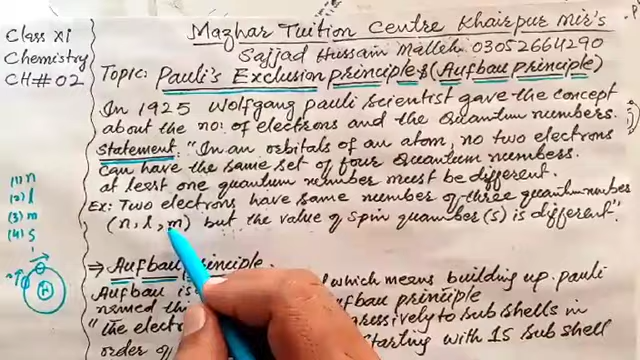 Class XI
Chemistry
CH# 02
Mazhar Tuition Centre Khairpur Mir's
Sajjad Hussain Malleh 03052664290
Topic: Pauli's Exclusion principle & (Aufbau principle)
In 1925 Wolfgang pauli scientist gave the concept
about the no: of electrons and the Quantum numbers.
Statement: "In an orbitals of an atom, no two electrons
can have the same set of four Quantum numbers.
at least one quantum number must be different.
Ex: Two electrons have same number of three quantum number
(n, l, m) but the value of spin quamber (s) is different".
(1) n
(2) l
(3) m
(4) s
⇒ Aufbau principle.
Aufbau is which means building up. pauli
named th Aufbau principle
"the electr ressively to sub shells in
order of starting with 1S sub shell